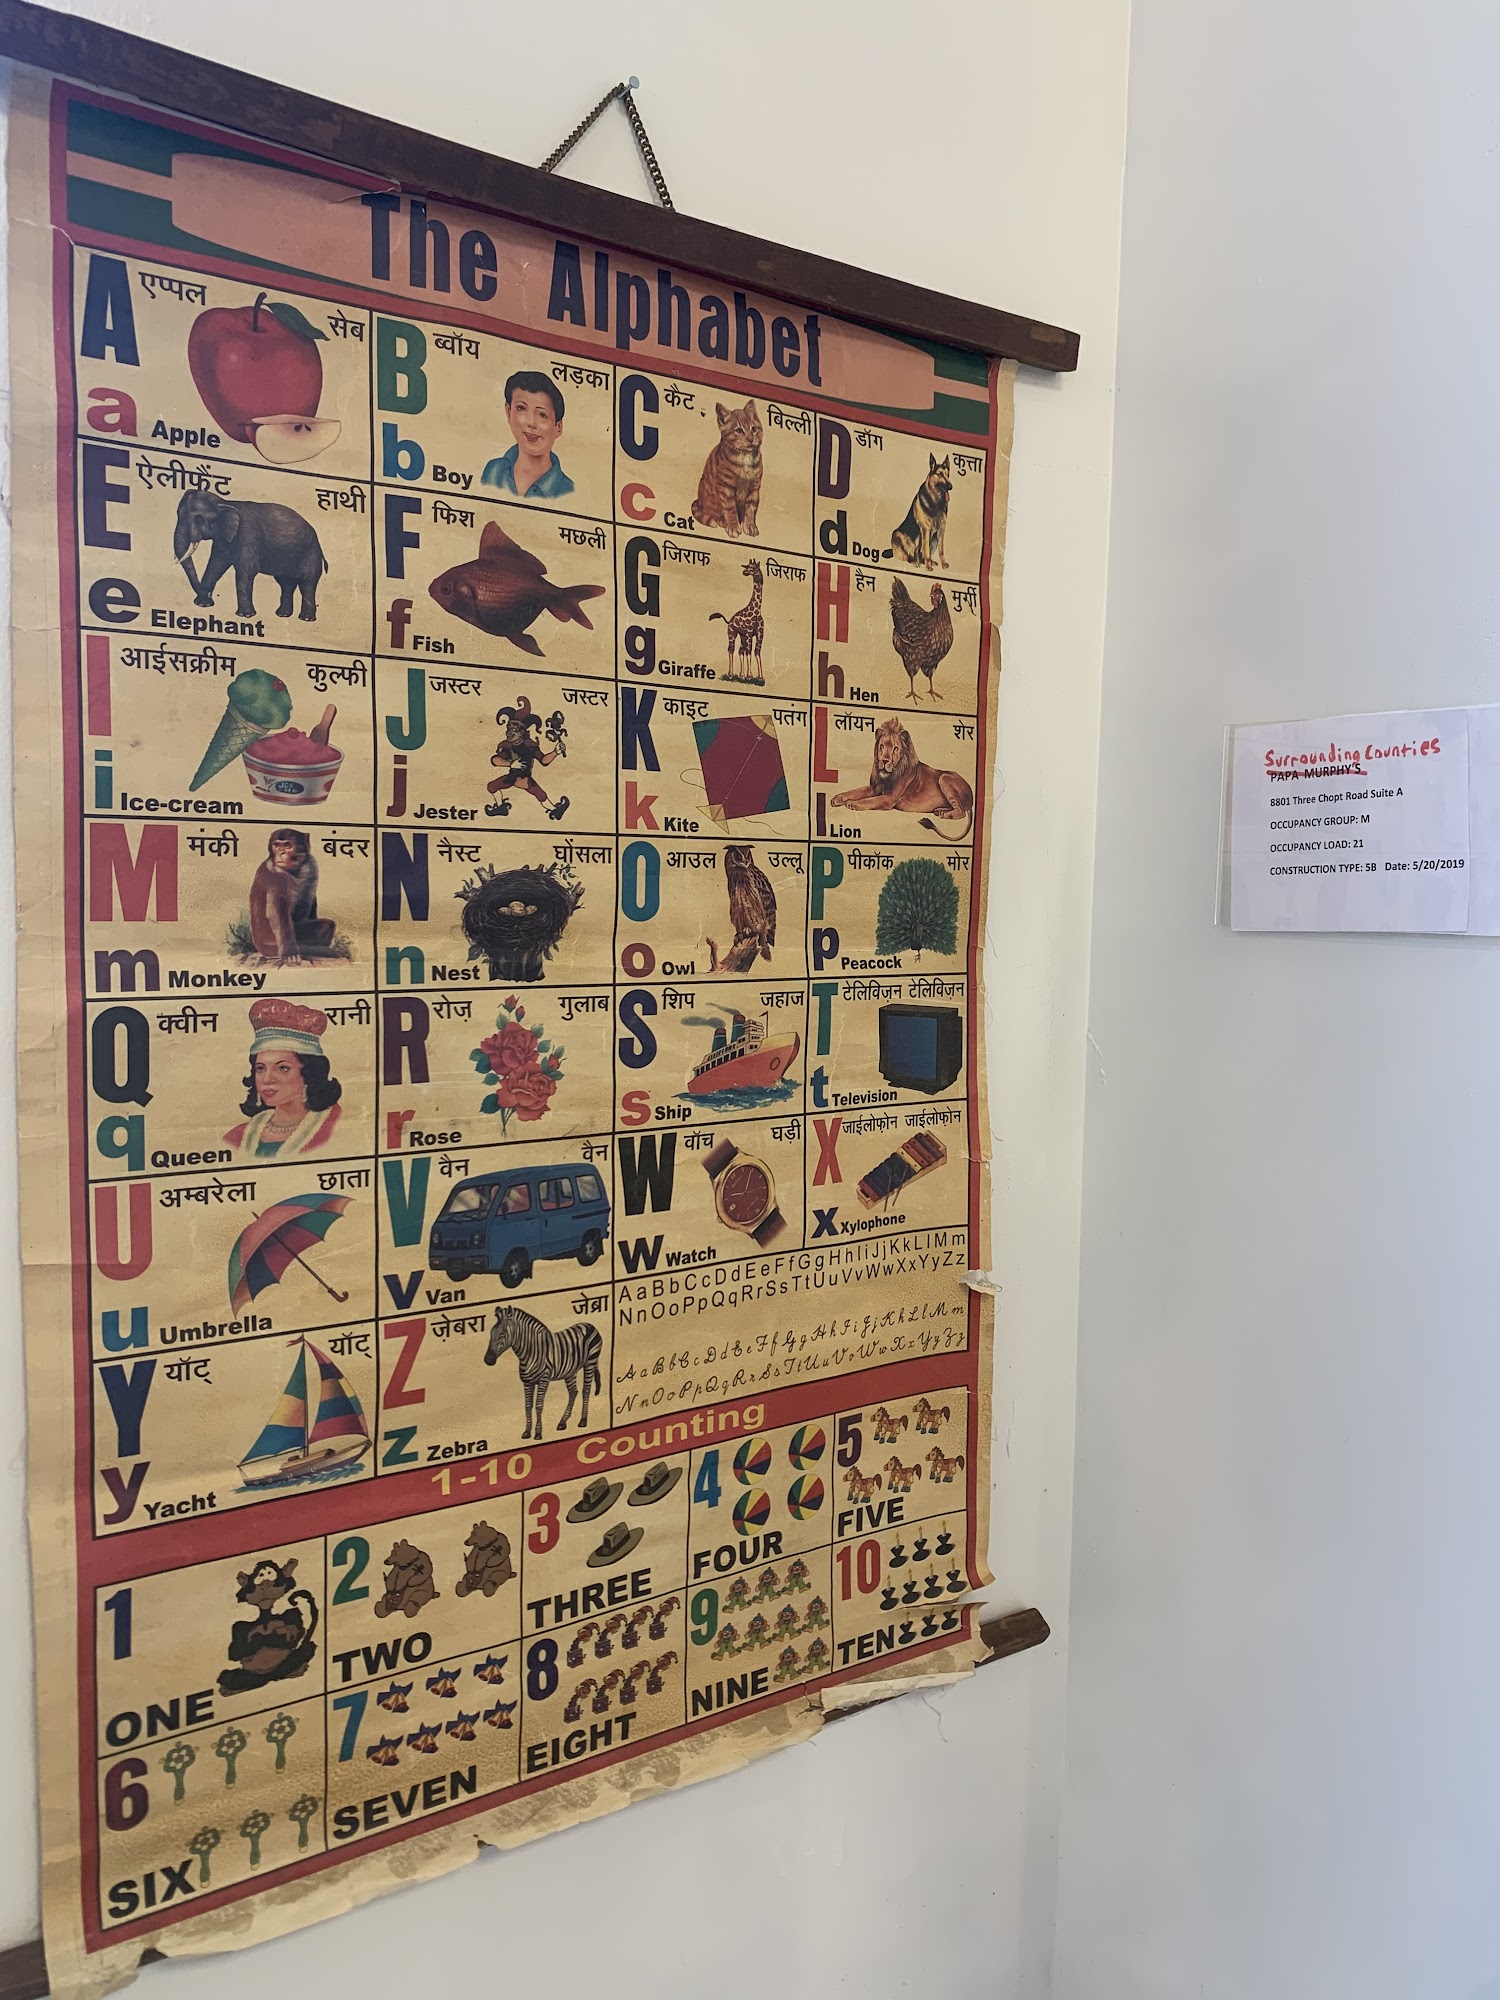 The Alphabet
A एप्पल सेब
a Apple
B ब्वॉय लड़का
b Boy
C कैट बिल्ली
c Cat
D डॉग कुत्ता
d Dog
E ऐलीफैंट हाथी
e Elephant
F फिश मछली
f Fish
G जिराफ जिराफ
g Giraffe
H हैन मुर्गी
h Hen
I आईसक्रीम कुल्फी
i Ice-cream
J जस्टर जस्टर
j Jester
K काइट पतंग
k Kite
L लॉयन शेर
l Lion
M मंकी बंदर
m Monkey
N नैस्ट घोंसला
n Nest
O आउल उल्लू
o Owl
P पीकॉक मोर
p Peacock
Q क्वीन रानी
q Queen
R रोज़ गुलाब
r Rose
S शिप जहाज
s Ship
T टेलिविज़न टेलिविज़न
t Television
U अम्बरेला छाता
u Umbrella
V वैन वैन
v Van
W वॉच घड़ी
w Watch
X जाईलोफ़ोन जाईलोफ़ोन
x Xylophone
Y यॉट् यॉट्
y Yacht
Z ज़ेबरा जेब्रा
z Zebra
AaBbCcDdEeFfGgHhIiJjKkLlMm
NnOoPpQqRrSsTtUuVvWwXxYyZz
AaBbCcDdEeFfGgHhIiJjKkLlMm
NnOoPpQqRrSsTtUuVvWwXxYyZz
1-10 Counting
1 ONE
2 TWO
3 THREE
4 FOUR
5 FIVE
6 SIX
7 SEVEN
8 EIGHT
9 NINE
10 TEN
Surrounding Counties
PAPA MURPHY'S
8801 Three Chopt Road Suite A
OCCUPANCY GROUP: M
OCCUPANCY LOAD: 21
CONSTRUCTION TYPE: 5B Date: 5/20/2019